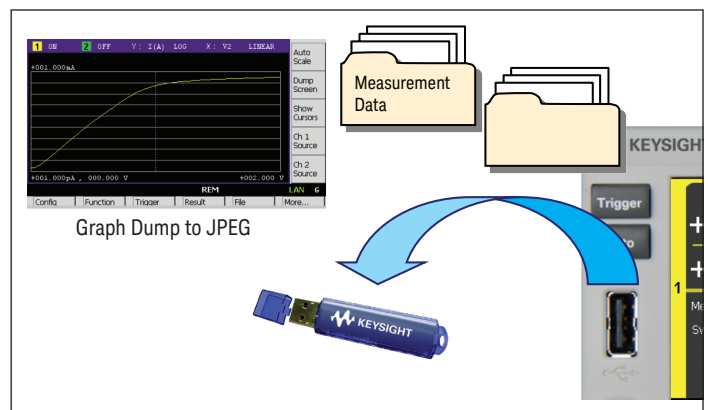 1 ON 2 OFF Y: I(A) LOG X: V2 LINEAR
Auto
Scale
+001.000mA
Dump
Screen
Show
Cursors
Ch 1
Source
Ch 2
Source
+001.000pA , 000.000 V +002.000 V
REM LAN G
Config Function Trigger Result File More...
Graph Dump to JPEG
Measurement
Data
KEYSIGHT
KEYSIGH
Trigger
+
+
1
Me